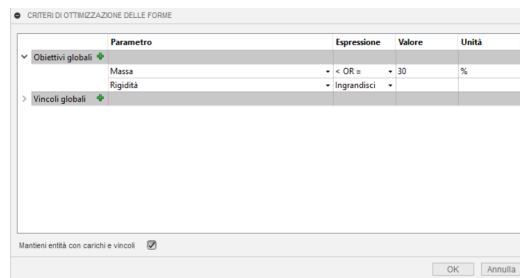 CRITERI DI OTTIMIZZAZIONE DELLE FORME
Parametro Espressione Valore Unità
Obiettivi globali
Massa < OR = 30 %
Rigidità Ingrandisci
Vincoli globali
Mantieni entità con carichi e vincoli
OK Annulla